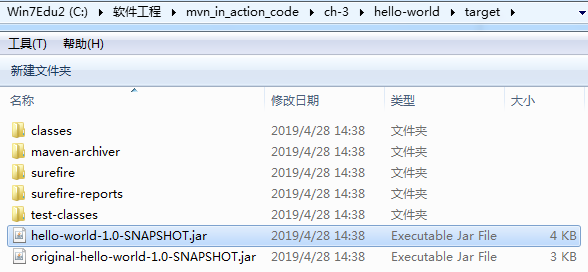 Win7Edu2 (C:) ▸ 软件工程 ▸ mvn_in_action_code ▸ ch-3 ▸ hello-world ▸ target ▸
工具(T) 帮助(H)
新建文件夹
名称 修改日期 类型 大小
classes 2019/4/28 14:38 文件夹
maven-archiver 2019/4/28 14:38 文件夹
surefire 2019/4/28 14:38 文件夹
surefire-reports 2019/4/28 14:38 文件夹
test-classes 2019/4/28 14:38 文件夹
hello-world-1.0-SNAPSHOT.jar 2019/4/28 14:38 Executable Jar File 4 KB
original-hello-world-1.0-SNAPSHOT.jar 2019/4/28 14:38 Executable Jar File 3 KB